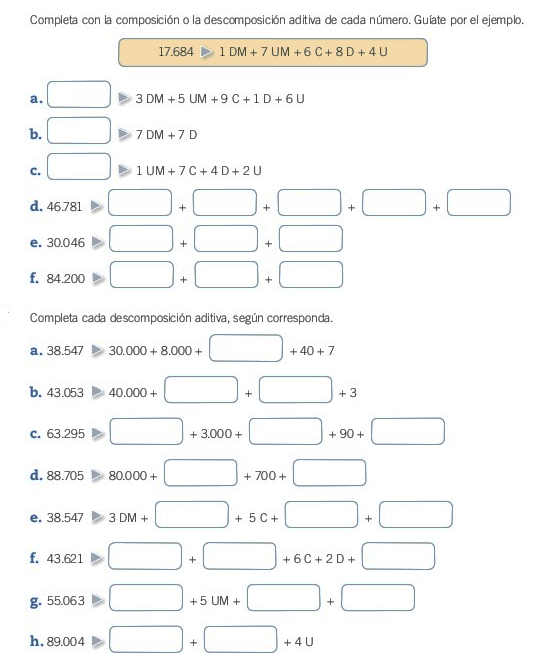 Completa con la composición o la descomposición aditiva de cada número. Guíate por el ejemplo.
17.684 1 DM + 7 UM + 6 C + 8 D + 4 U
a. 3 DM + 5 UM + 9 C + 1 D + 6 U
b. 7 DM + 7 D
c. 1 UM + 7 C + 4 D + 2 U
d. 46.781 + + + +
e. 30.046 + +
f. 84.200 + +
Completa cada descomposición aditiva, según corresponda.
a. 38.547 30.000 + 8.000 + + 40 + 7
b. 43.053 40.000 + + + 3
c. 63.295 + 3.000 + + 90 +
d. 88.705 80.000 + + 700 +
e. 38.547 3 DM + + 5 C + +
f. 43.621 + + 6 C + 2 D +
g. 55.063 + 5 UM + +
h. 89.004 + + 4 U